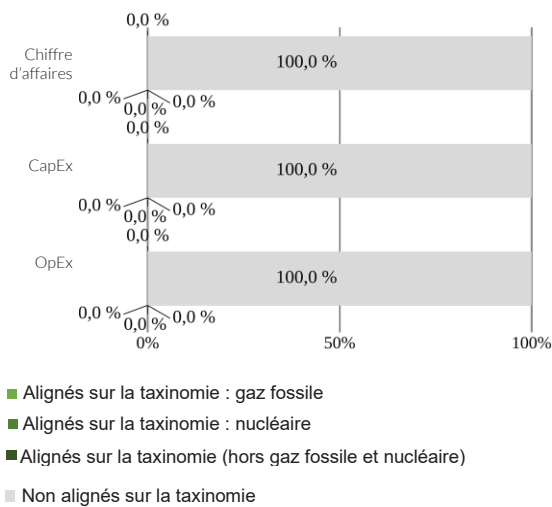 0,0 %
Chiffre
d'affaires
100,0 %
0,0 %
0,0 %
0,0 %
0,0 %
CapEx
100,0 %
0,0 %
0,0 %
0,0 %
0,0 %
OpEx
100,0 %
0,0 %
0,0 %
0,0 %
0%
50%
100%
Alignés sur la taxinomie : gaz fossile
Alignés sur la taxinomie : nucléaire
Alignés sur la taxinomie (hors gaz fossile et nucléaire)
Non alignés sur la taxinomie